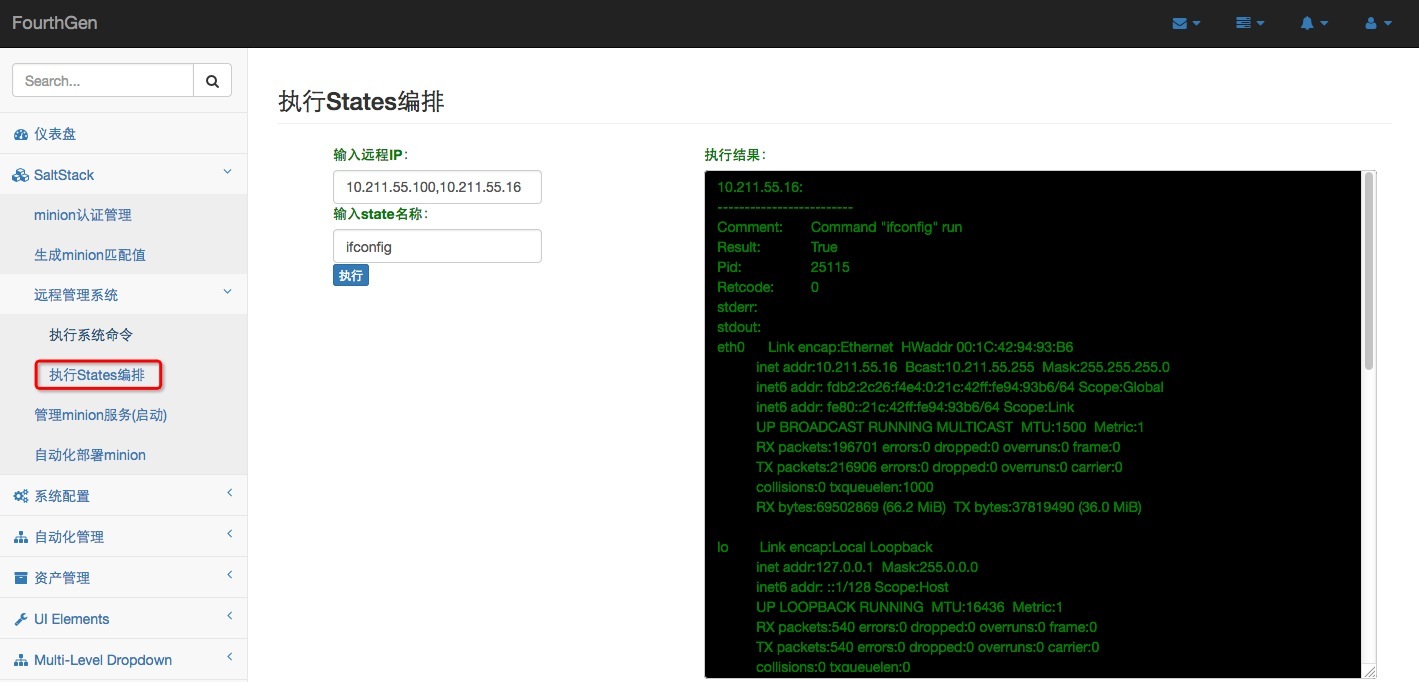 FourthGen
Search...
仪表盘
SaltStack
minion认证管理
生成minion匹配值
远程管理系统
执行系统命令
执行States编排
管理minion服务(启动)
自动化部署minion
系统配置
自动化管理
资产管理
UI Elements
Multi-Level Dropdown
执行States编排
输入远程IP:
10.211.55.100,10.211.55.16
输入state名称:
ifconfig
执行
执行结果:
10.211.55.16:
-------------------------
Comment: Command "ifconfig" run
Result: True
Pid: 25115
Retcode: 0
stderr:
stdout:
eth0 Link encap:Ethernet HWaddr 00:1C:42:94:93:B6
inet addr:10.211.55.16 Bcast:10.211.55.255 Mask:255.255.255.0
inet6 addr: fdb2:2c26:f4e4:0:21c:42ff:fe94:93b6/64 Scope:Global
inet6 addr: fe80::21c:42ff:fe94:93b6/64 Scope:Link
UP BROADCAST RUNNING MULTICAST MTU:1500 Metric:1
RX packets:196701 errors:0 dropped:0 overruns:0 frame:0
TX packets:216906 errors:0 dropped:0 overruns:0 carrier:0
collisions:0 txqueuelen:1000
RX bytes:69502869 (66.2 MiB) TX bytes:37819490 (36.0 MiB)
lo Link encap:Local Loopback
inet addr:127.0.0.1 Mask:255.0.0.0
inet6 addr: ::1/128 Scope:Host
UP LOOPBACK RUNNING MTU:16436 Metric:1
RX packets:540 errors:0 dropped:0 overruns:0 frame:0
TX packets:540 errors:0 dropped:0 overruns:0 carrier:0
collisions:0 txqueuelen:0